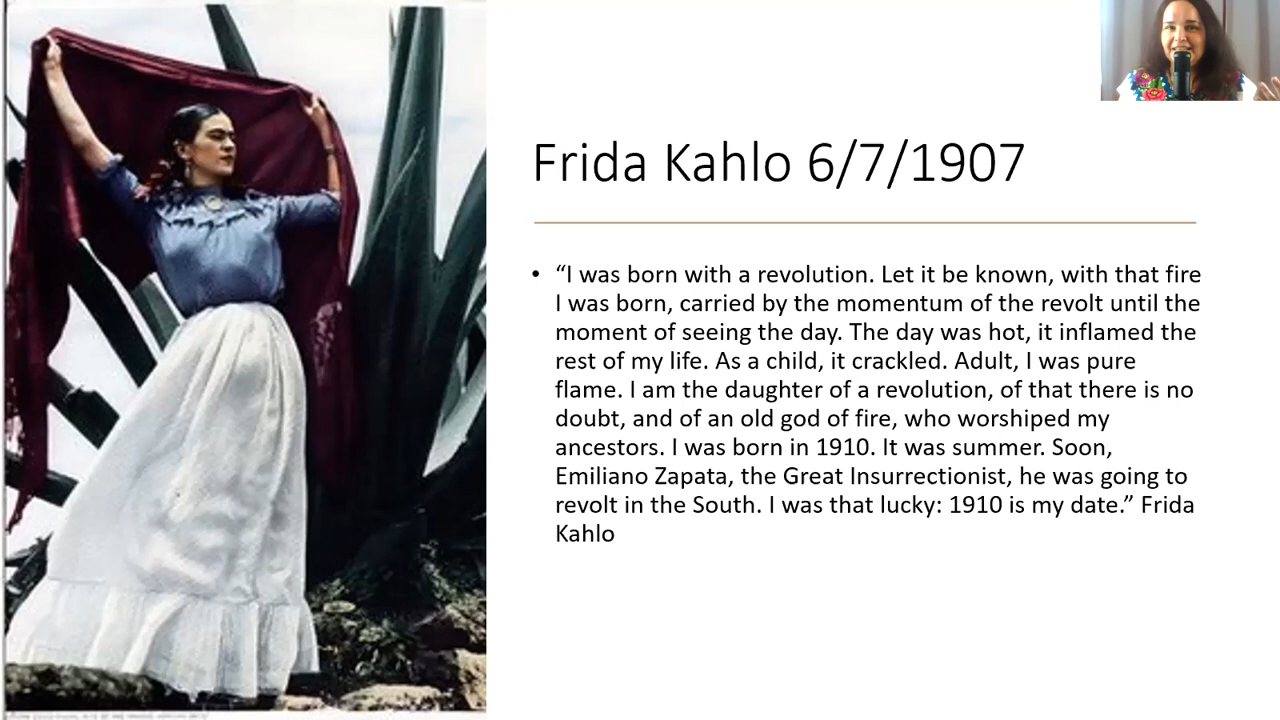 Frida Kahlo 6/7/1907
• “I was born with a revolution. Let it be known, with that fire
I was born, carried by the momentum of the revolt until the
moment of seeing the day. The day was hot, it inflamed the
rest of my life. As a child, it crackled. Adult, I was pure
flame. I am the daughter of a revolution, of that there is no
doubt, and of an old god of fire, who worshiped my
ancestors. I was born in 1910. It was summer. Soon,
Emiliano Zapata, the Great Insurrectionist, he was going to
revolt in the South. I was that lucky: 1910 is my date.” Frida
Kahlo